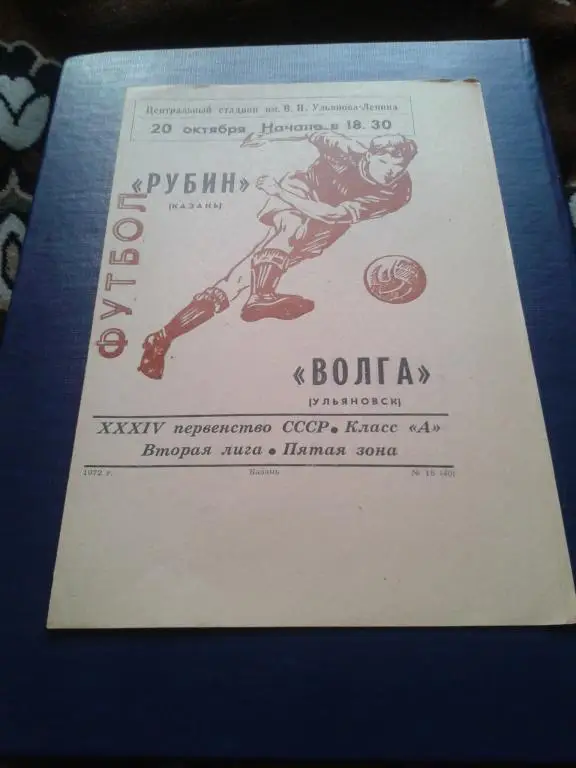 Центральный стадион им. В. И. Ульянова-Ленина
20 октября Начало в 18.30
ФУТБОЛ
«РУБИН»
(КАЗАНЬ)
«ВОЛГА»
(УЛЬЯНОВСК)
XXXIV первенство СССР • Класс «А»
Вторая лига • Пятая зона
1972 г. Казань № 18 (40)